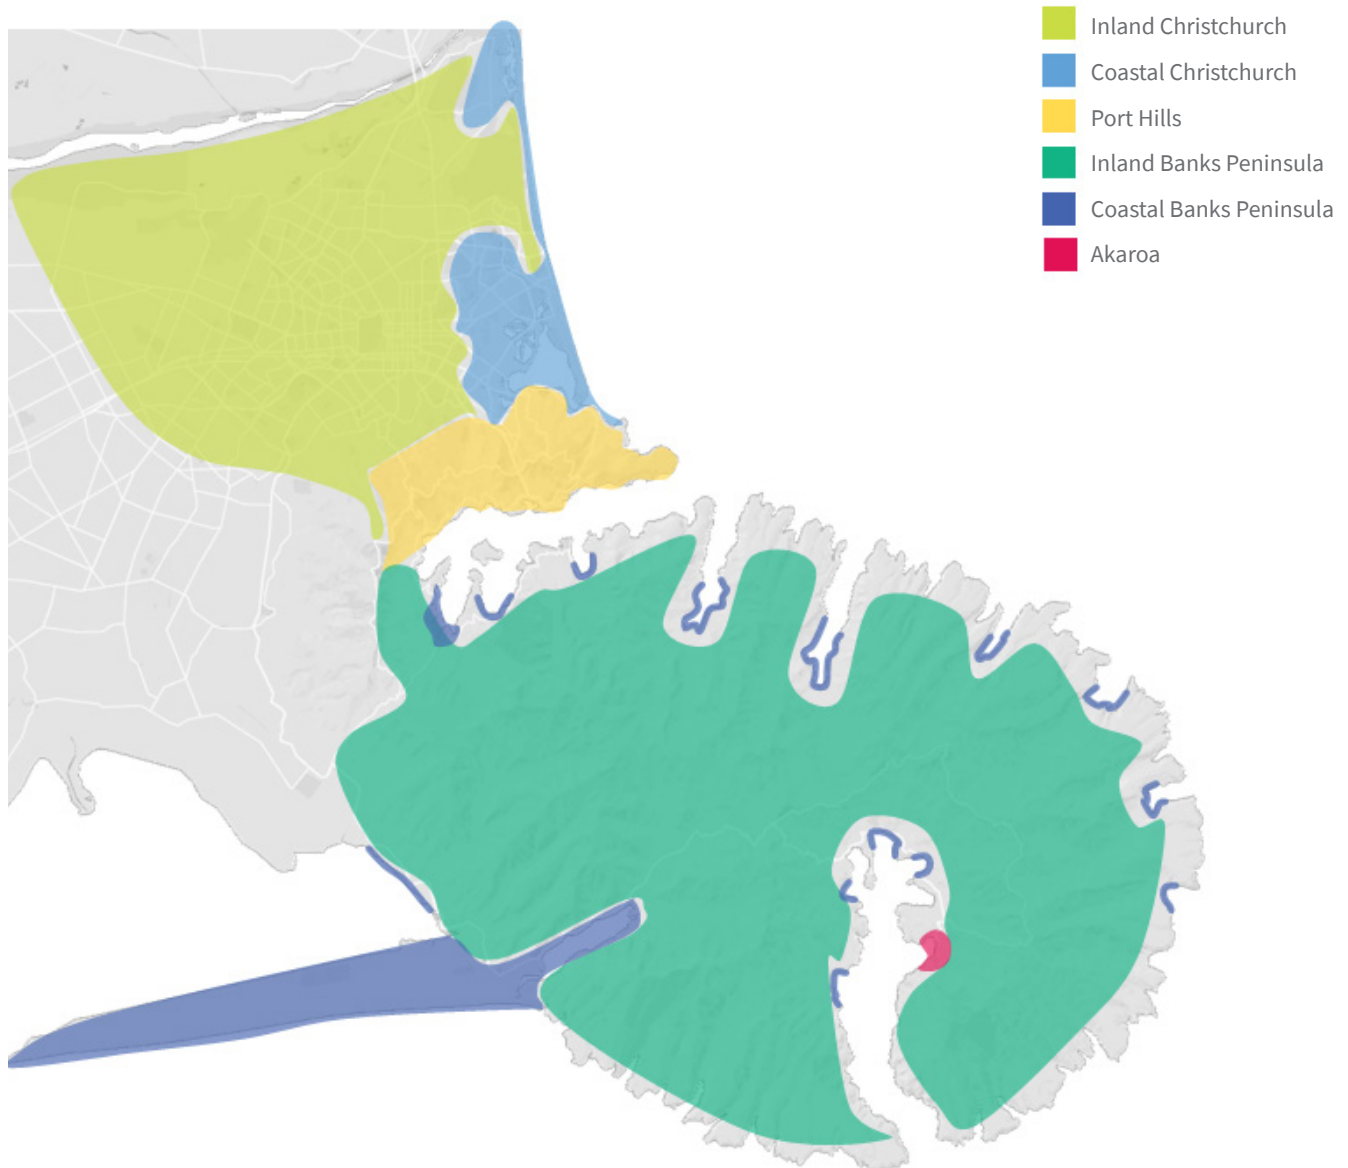 Inland Christchurch
Coastal Christchurch
Port Hills
Inland Banks Peninsula
Coastal Banks Peninsula
Akaroa